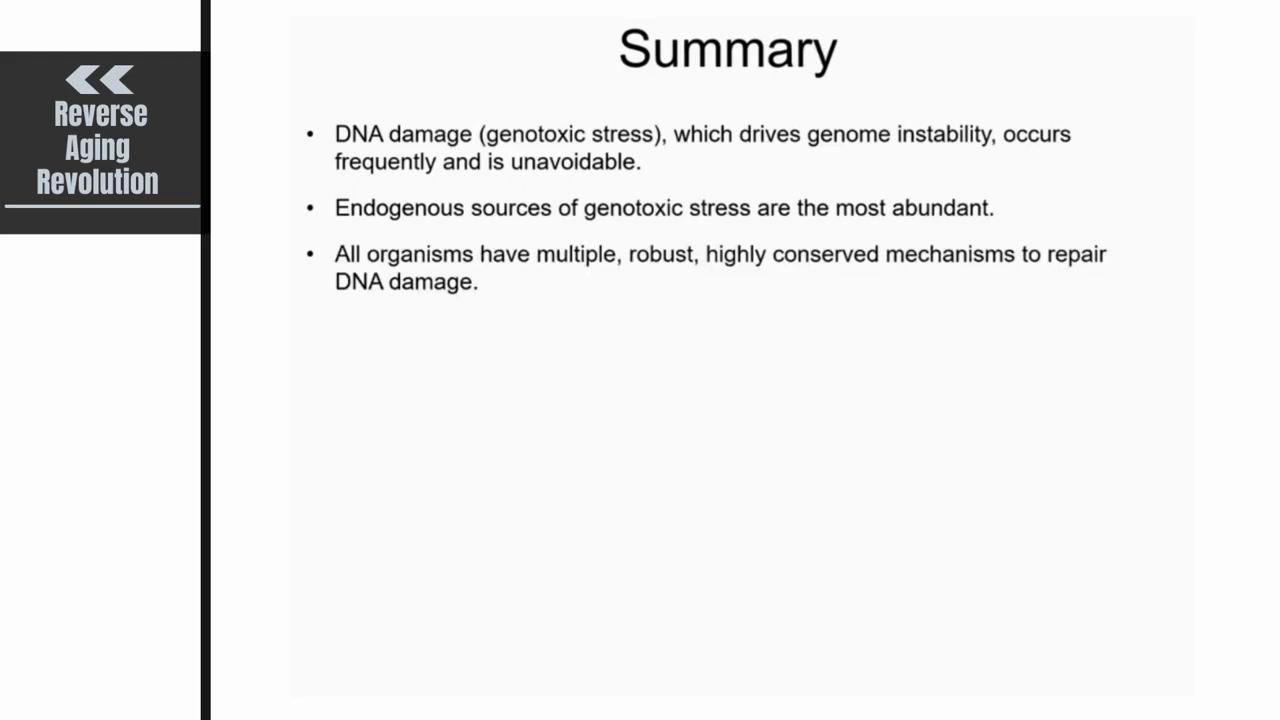 Reverse
Aging
Revolution
Summary
• DNA damage (genotoxic stress), which drives genome instability, occurs
frequently and is unavoidable.
• Endogenous sources of genotoxic stress are the most abundant.
• All organisms have multiple, robust, highly conserved mechanisms to repair
DNA damage.